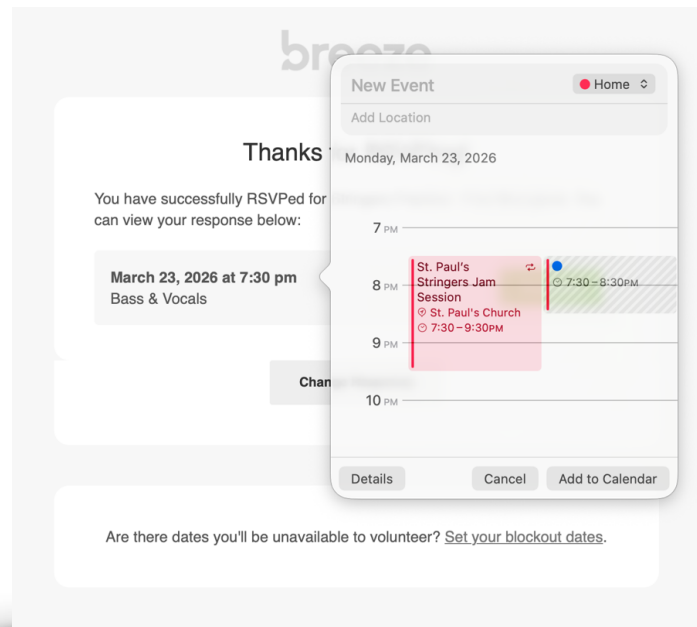 breeze
Thanks
You have successfully RSVPed for
can view your response below:
March 23, 2026 at 7:30 pm
Bass & Vocals
New Event
Home
Add Location
Monday, March 23, 2026
7 PM
8 PM
9 PM
10 PM
St. Paul's
Stringers Jam
Session
St. Paul's Church
7:30 – 9:30PM
7:30 – 8:30PM
Details
Cancel
Add to Calendar
Are there dates you'll be unavailable to volunteer? Set your blockout dates.